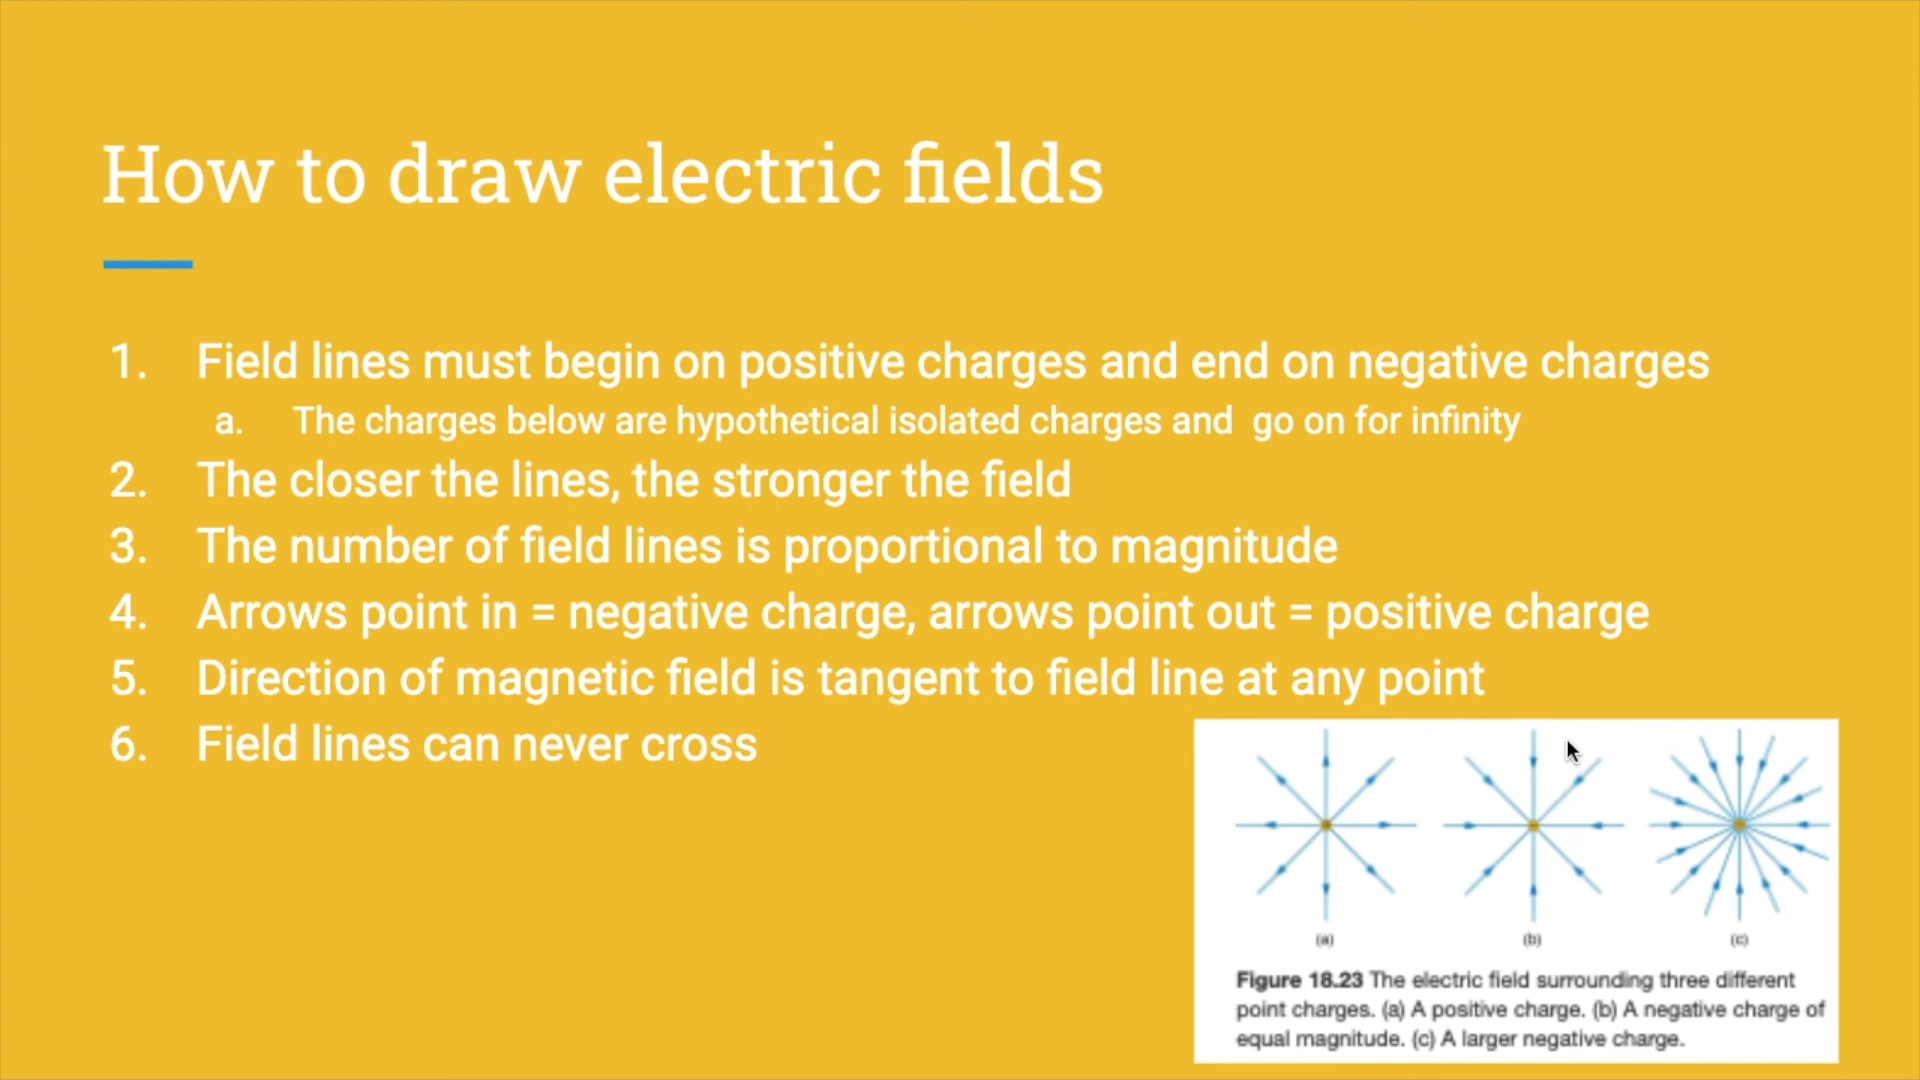 How to draw electric fields
1. Field lines must begin on positive charges and end on negative charges
a. The charges below are hypothetical isolated charges and go on for infinity
2. The closer the lines, the stronger the field
3. The number of field lines is proportional to magnitude
4. Arrows point in = negative charge, arrows point out = positive charge
5. Direction of magnetic field is tangent to field line at any point
6. Field lines can never cross
(a) (b) (c)
Figure 18.23 The electric field surrounding three different
point charges. (a) A positive charge. (b) A negative charge of
equal magnitude. (c) A larger negative charge.